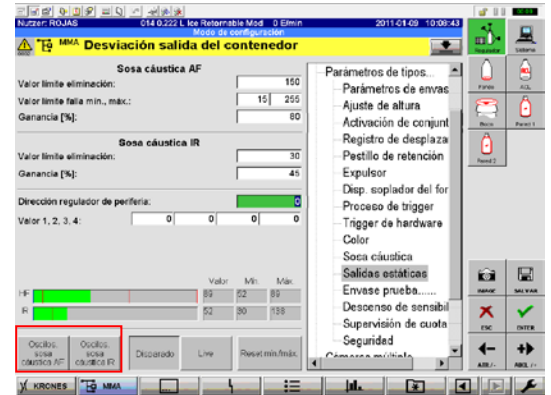 Nutzer: ROJAS 014 0.222 L Ice Retornable Mod 0 E/min 2011-01-09 10:08:43
Modo de configuración
MMA Desviación salida del contenedor
Sosa cáustica AF
Valor límite eliminación: 150
Valor límite falla mín., máx.: 15 255
Ganancia [%]: 80
Sosa cáustica IR
Valor límite eliminación: 30
Ganancia [%]: 45
Dirección regulador de periferia: 0
Valor 1, 2, 3, 4: 0 0 0 0
Valor Mín. Máx.
HF 89 52 89
R 52 30 138
Oscilos. sosa cáustica AF
Oscilos. sosa cáustica IR
Disparado
Live
Reset mín./máx.
Parámetros de tipos...
Parámetros de envas
Ajuste de altura
Activación de conjunt
Registro de desplaza
Pestillo de retención
Expulsor
Disp. soplador del for
Proceso de trigger
Trigger de hardware
Color
Sosa cáustica
Salidas estáticas
Envase prueba......
Descenso de sensibil
Supervisión de cuota
Seguridad
Cámaras múltiple
Regulador
Sistema
Fondo
ACL
Boca
Pared 1
Pared 2
IMAGE
SALVAR
ESC
ENTER
KRONES
MMA